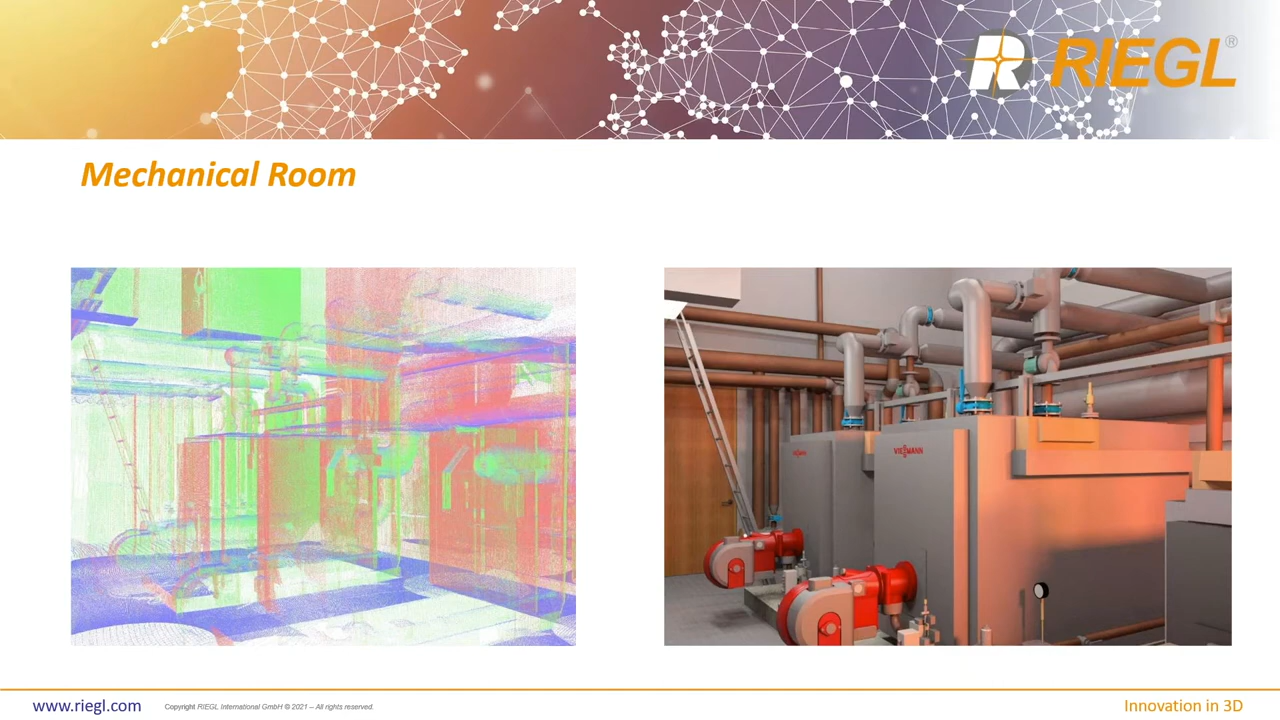 RIEGL®
Mechanical Room
VIESMANN
www.riegl.com
Copyright RIEGL International GmbH © 2021 – All rights reserved.
Innovation in 3D